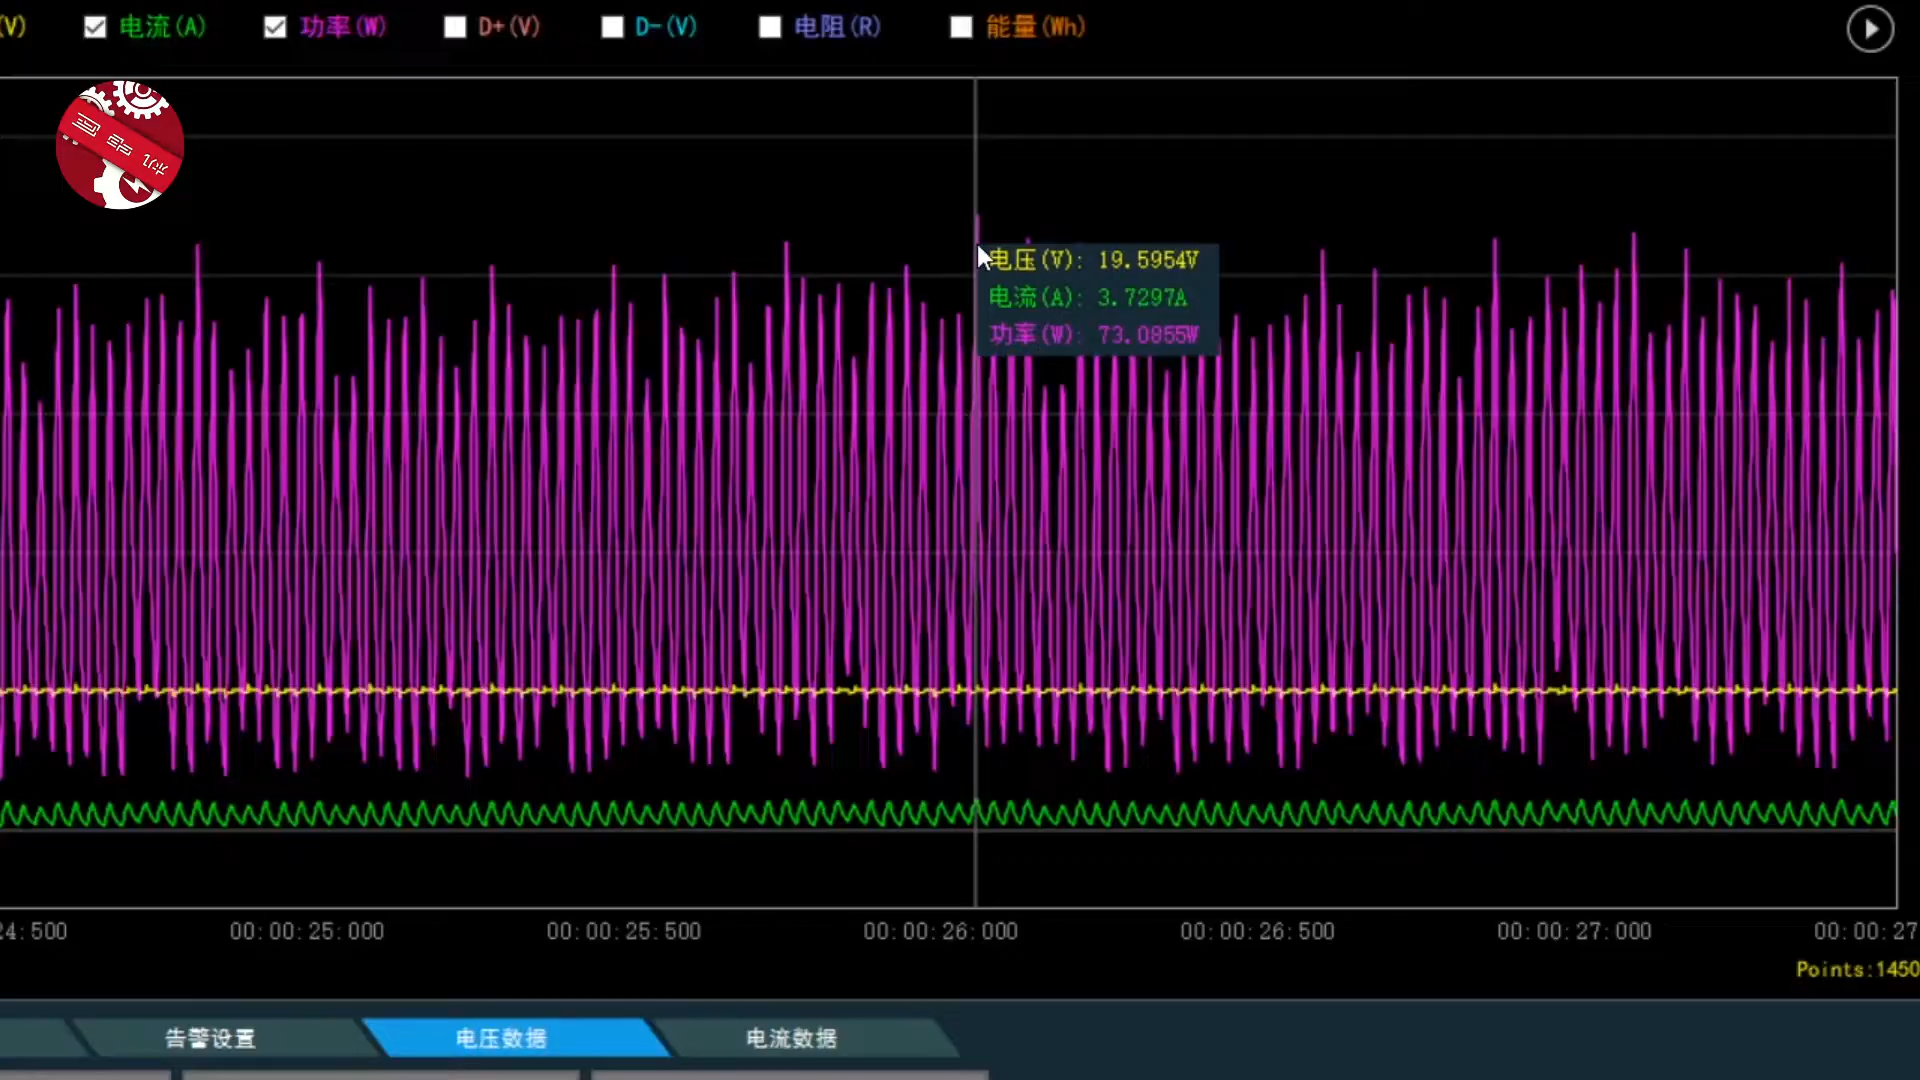 (V) 电流(A) 功率(W) D+(V) D-(V) 电阻(R) 能量(Wh)
电压(V): 19.5954V
电流(A): 3.7297A
功率(W): 73.0855W
24:500 00:00:25:000 00:00:25:500 00:00:26:000 00:00:26:500 00:00:27:000 00:00:27
Points:1450
告警设置 电压数据 电流数据